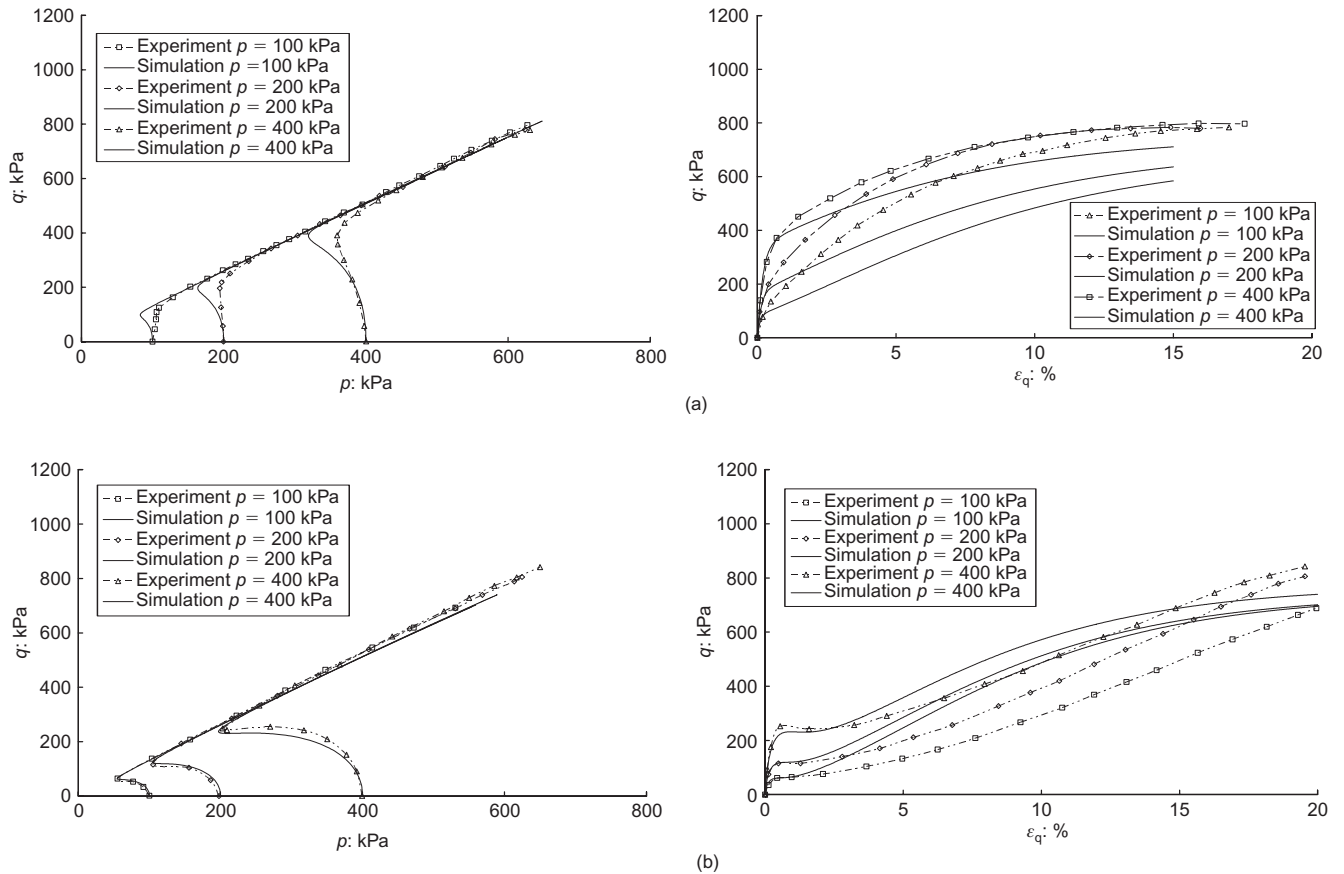 1200
1000
800
600
400
200
0
q: kPa
Experiment p = 100 kPa
Simulation p =100 kPa
Experiment p = 200 kPa
Simulation p = 200 kPa
Experiment p = 400 kPa
Simulation p = 400 kPa
0
200
400
600
800
p: kPa
1200
1000
800
600
400
200
0
q: kPa
Experiment p = 100 kPa
Simulation p = 100 kPa
Experiment p = 200 kPa
Simulation p = 200 kPa
Experiment p = 400 kPa
Simulation p = 400 kPa
0
5
10
15
20
εq: %
(a)
1200
1000
800
600
400
200
0
q: kPa
Experiment p = 100 kPa
Simulation p = 100 kPa
Experiment p = 200 kPa
Simulation p = 200 kPa
Experiment p = 400 kPa
Simulation p = 400 kPa
0
200
400
600
800
p: kPa
1200
1000
800
600
400
200
0
q: kPa
Experiment p = 100 kPa
Simulation p = 100 kPa
Experiment p = 200 kPa
Simulation p = 200 kPa
Experiment p = 400 kPa
Simulation p = 400 kPa
0
5
10
15
20
εq: %
(b)